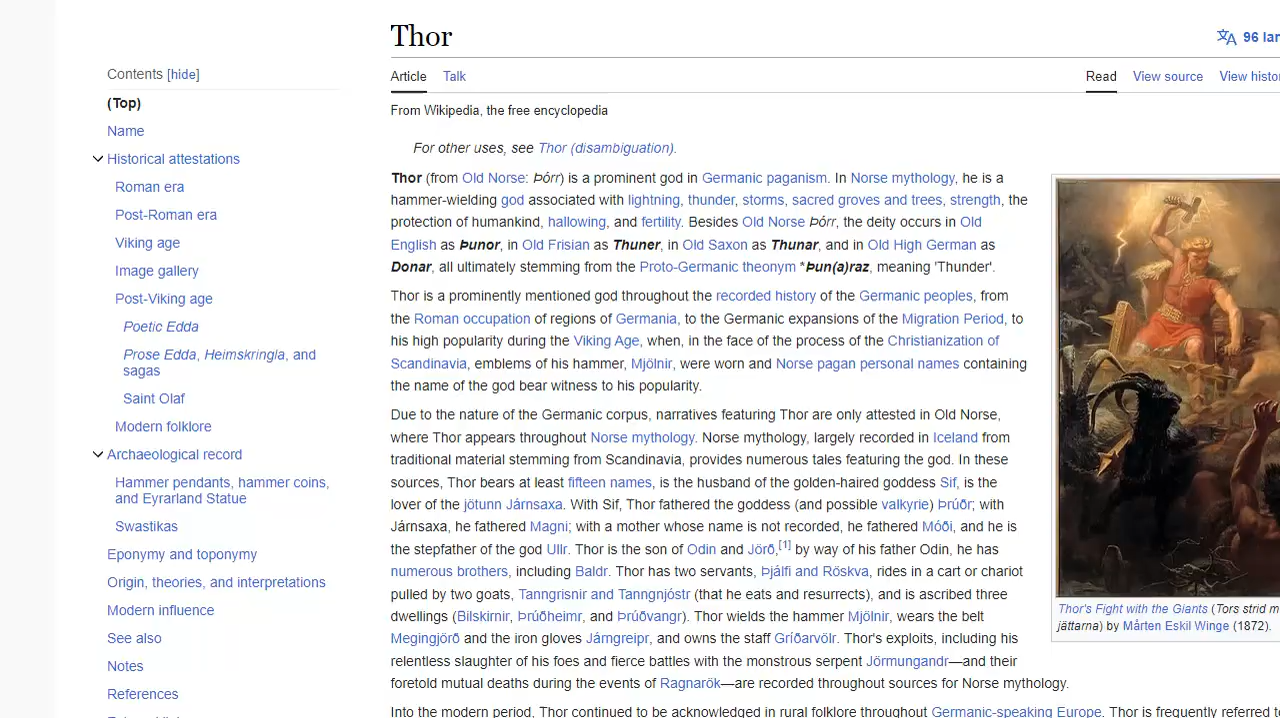 Thor
96 lar
Contents [hide]
Article Talk
Read View source View histo
(Top)
From Wikipedia, the free encyclopedia
Name
For other uses, see Thor (disambiguation).
Historical attestations
Roman era
Post-Roman era
Viking age
Image gallery
Post-Viking age
Poetic Edda
Prose Edda, Heimskringla, and
sagas
Saint Olaf
Modern folklore
Archaeological record
Hammer pendants, hammer coins,
and Eyrarland Statue
Swastikas
Eponymy and toponymy
Origin, theories, and interpretations
Modern influence
See also
Notes
References
Thor (from Old Norse: Þórr) is a prominent god in Germanic paganism. In Norse mythology, he is a
hammer-wielding god associated with lightning, thunder, storms, sacred groves and trees, strength, the
protection of humankind, hallowing, and fertility. Besides Old Norse Þórr, the deity occurs in Old
English as Þunor, in Old Frisian as Thuner, in Old Saxon as Thunar, and in Old High German as
Donar, all ultimately stemming from the Proto-Germanic theonym *Þun(a)raz, meaning 'Thunder'.
Thor is a prominently mentioned god throughout the recorded history of the Germanic peoples, from
the Roman occupation of regions of Germania, to the Germanic expansions of the Migration Period, to
his high popularity during the Viking Age, when, in the face of the process of the Christianization of
Scandinavia, emblems of his hammer, Mjölnir, were worn and Norse pagan personal names containing
the name of the god bear witness to his popularity.
Due to the nature of the Germanic corpus, narratives featuring Thor are only attested in Old Norse,
where Thor appears throughout Norse mythology. Norse mythology, largely recorded in Iceland from
traditional material stemming from Scandinavia, provides numerous tales featuring the god. In these
sources, Thor bears at least fifteen names, is the husband of the golden-haired goddess Sif, is the
lover of the jötunn Járnsaxa. With Sif, Thor fathered the goddess (and possible valkyrie) Þrúðr; with
Járnsaxa, he fathered Magni; with a mother whose name is not recorded, he fathered Móði, and he is
the stepfather of the god Ullr. Thor is the son of Odin and Jörð,[1] by way of his father Odin, he has
numerous brothers, including Baldr. Thor has two servants, Þjálfi and Röskva, rides in a cart or chariot
pulled by two goats, Tanngrisnir and Tanngnjóstr (that he eats and resurrects), and is ascribed three
dwellings (Bilskirnir, Þrúðheimr, and Þrúðvangr). Thor wields the hammer Mjölnir, wears the belt
Megingjörð and the iron gloves Járngreipr, and owns the staff Gríðarvölr. Thor's exploits, including his
relentless slaughter of his foes and fierce battles with the monstrous serpent Jörmungandr—and their
foretold mutual deaths during the events of Ragnarök—are recorded throughout sources for Norse mythology.
Into the modern period, Thor continued to be acknowledged in rural folklore throughout Germanic-speaking Europe. Thor is frequently referred t
Thor's Fight with the Giants (Tors strid m
jättarna) by Mårten Eskil Winge (1872).